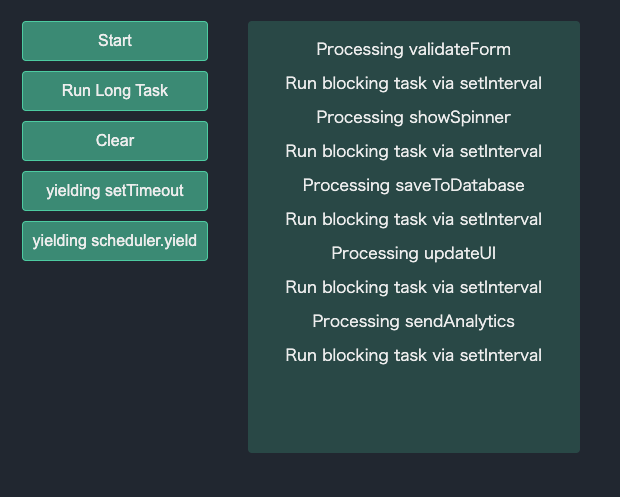 Start
Run Long Task
Clear
yielding setTimeout
yielding scheduler.yield
Processing validateForm
Run blocking task via setInterval
Processing showSpinner
Run blocking task via setInterval
Processing saveToDatabase
Run blocking task via setInterval
Processing updateUI
Run blocking task via setInterval
Processing sendAnalytics
Run blocking task via setInterval